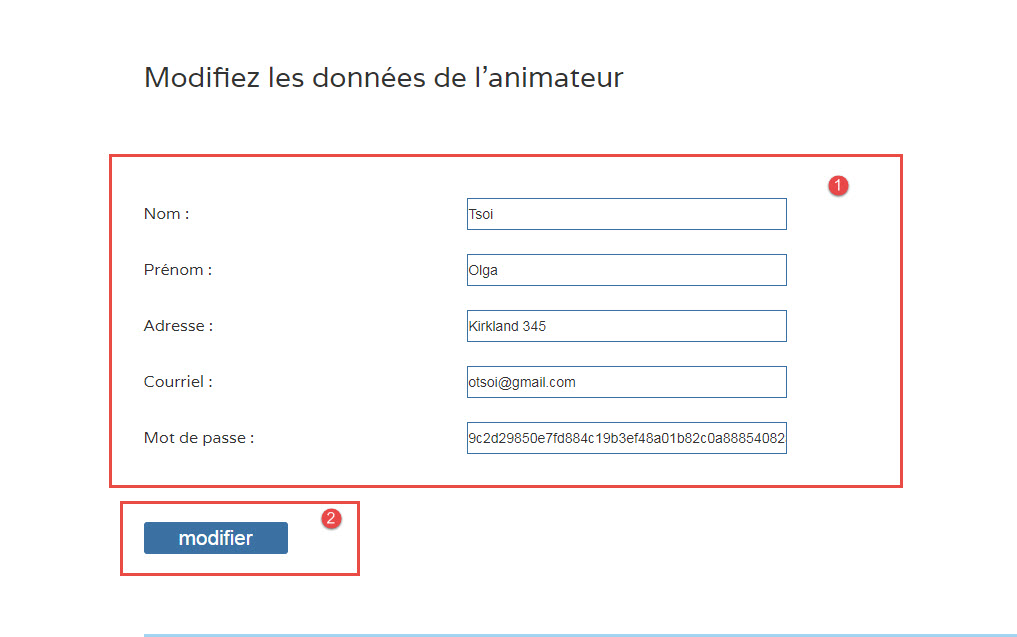 Modifiez les données de l'animateur
1
Nom : Tsoi
Prénom : Olga
Adresse : Kirkland 345
Courriel : otsoi@gmail.com
Mot de passe : 9c2d29850e7fd884c19b3ef48a01b82c0a88854082
modifier 2